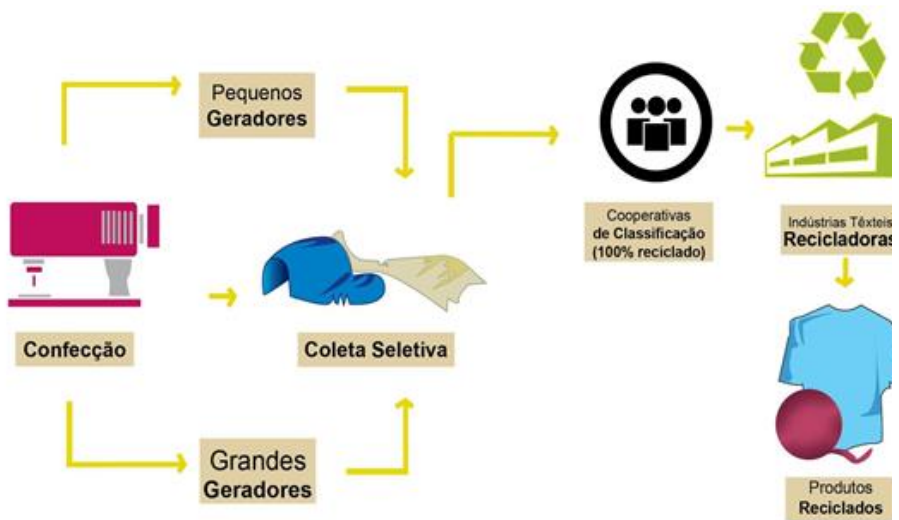 Pequenos
Geradores
Confecção
Coleta Seletiva
Grandes
Geradores
Cooperativas
de Classificação
(100% reciclado)
Indústrias Têxteis
Recicladoras
Produtos
Reciclados